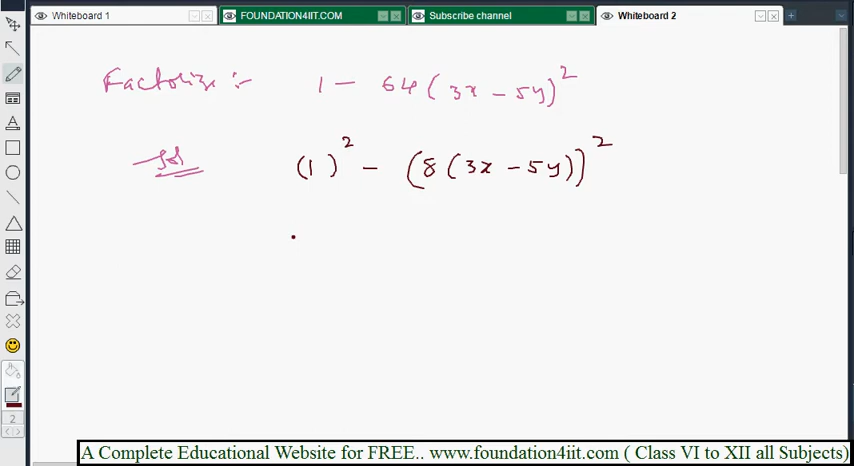 Whiteboard 1 FOUNDATION4IIT.COM Subscribe channel Whiteboard 2
Factorize :- 1 - 64(3x - 5y)²
Sol (1)² - (8(3x - 5y))²
2
A Complete Educational Website for FREE.. www.foundation4iit.com ( Class VI to XII all Subjects)